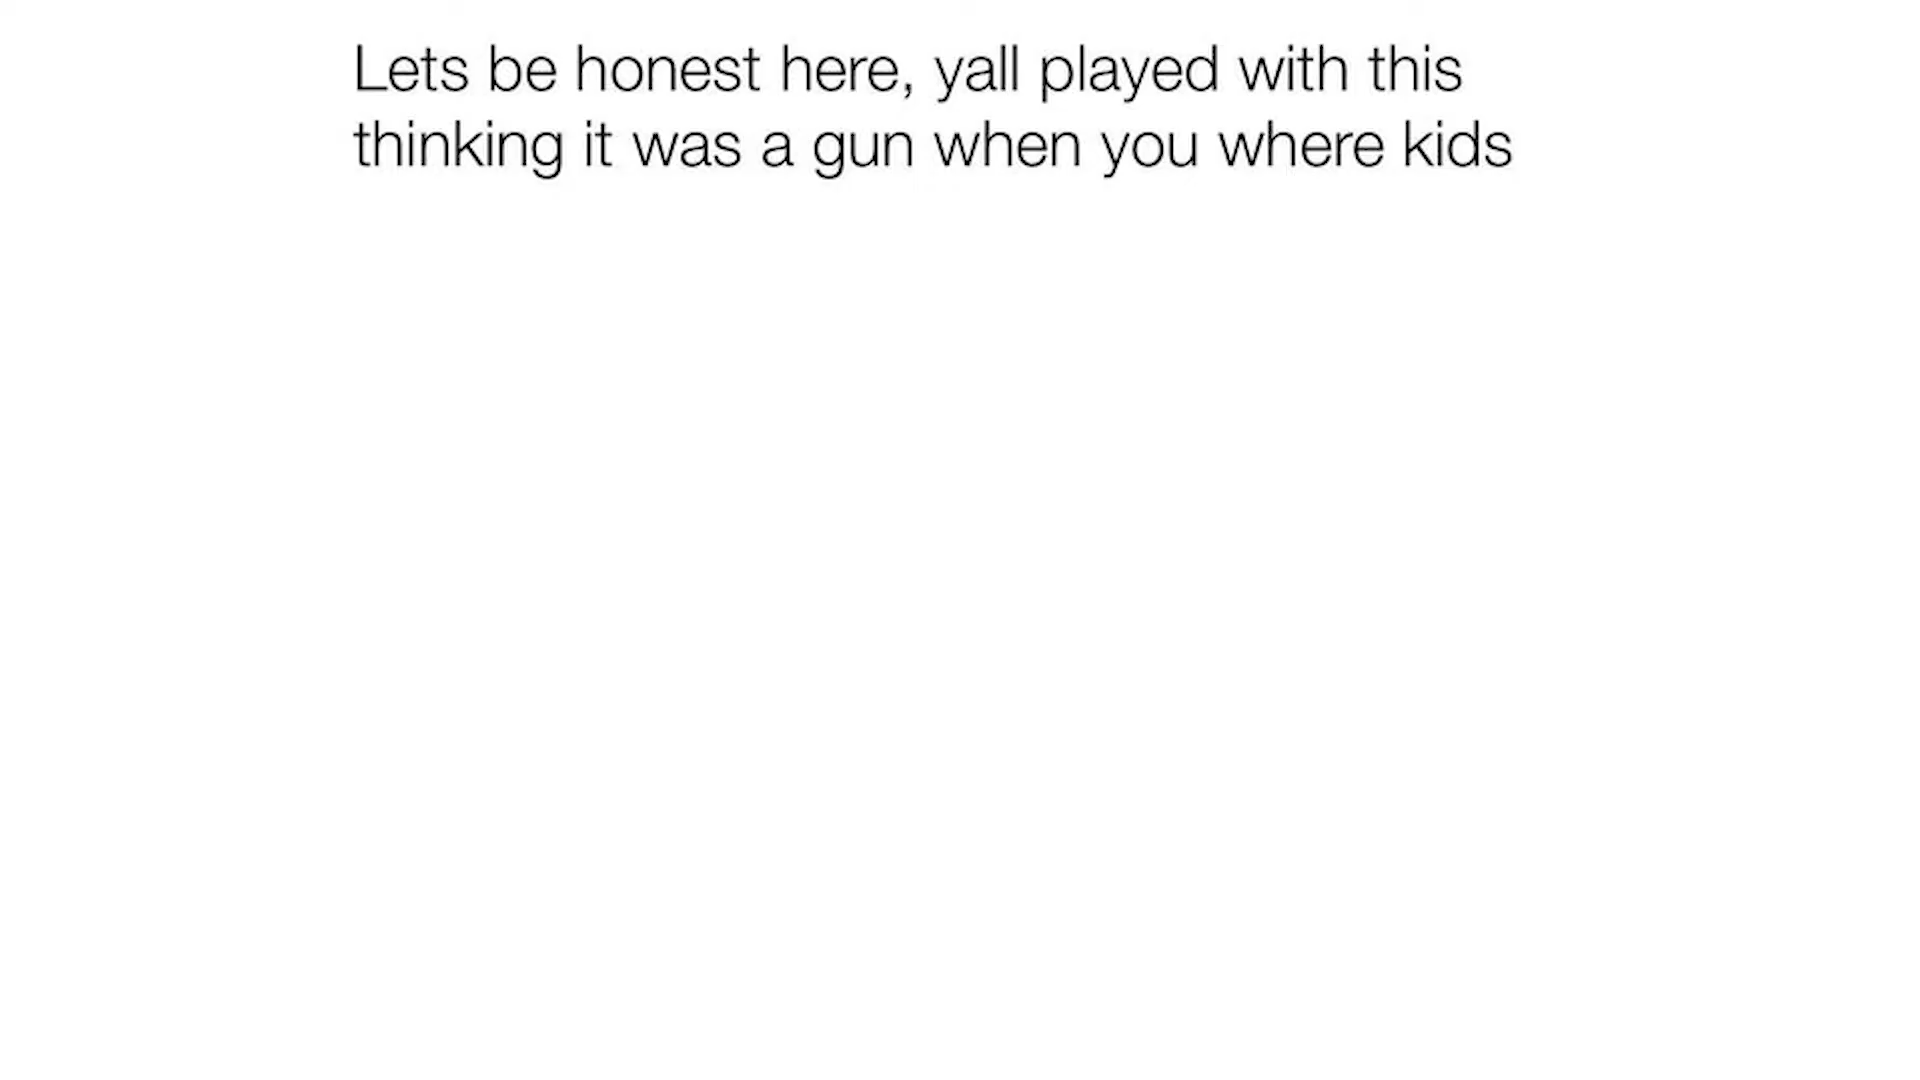 Lets be honest here, yall played with this
thinking it was a gun when you where kids